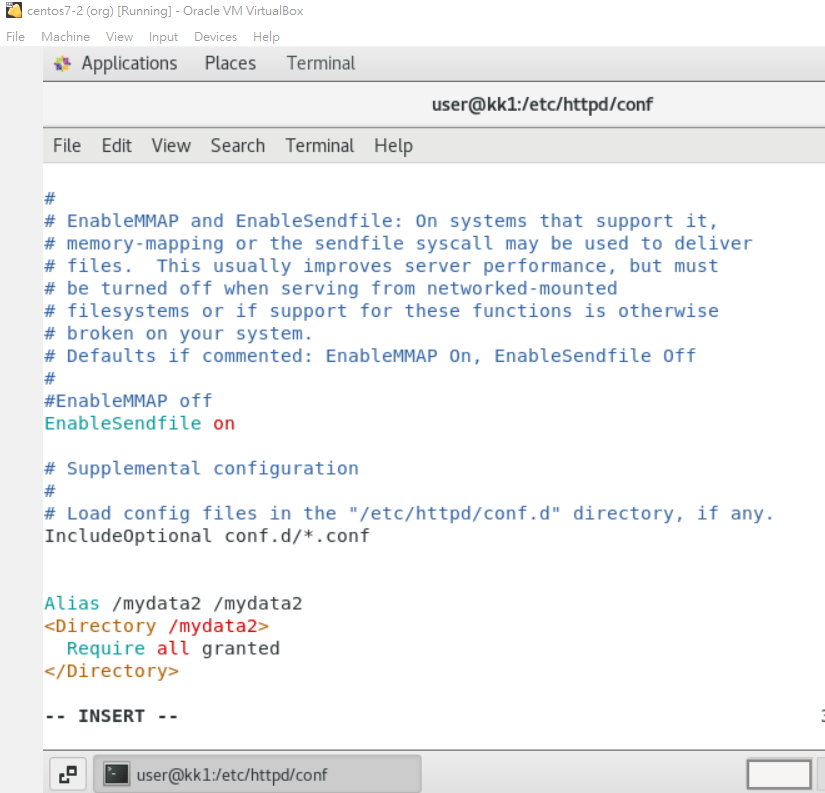 centos7-2 (org) [Running] - Oracle VM VirtualBox
File Machine View Input Devices Help
Applications Places Terminal
user@kk1:/etc/httpd/conf
File Edit View Search Terminal Help
#
# EnableMMAP and EnableSendfile: On systems that support it,
# memory-mapping or the sendfile syscall may be used to deliver
# files.  This usually improves server performance, but must
# be turned off when serving from networked-mounted
# filesystems or if support for these functions is otherwise
# broken on your system.
# Defaults if commented: EnableMMAP On, EnableSendfile Off
#
#EnableMMAP off
EnableSendfile on
# Supplemental configuration
#
# Load config files in the "/etc/httpd/conf.d" directory, if any.
IncludeOptional conf.d/*.conf
Alias /mydata2 /mydata2
<Directory /mydata2>
  Require all granted
</Directory>
-- INSERT --
user@kk1:/etc/httpd/conf